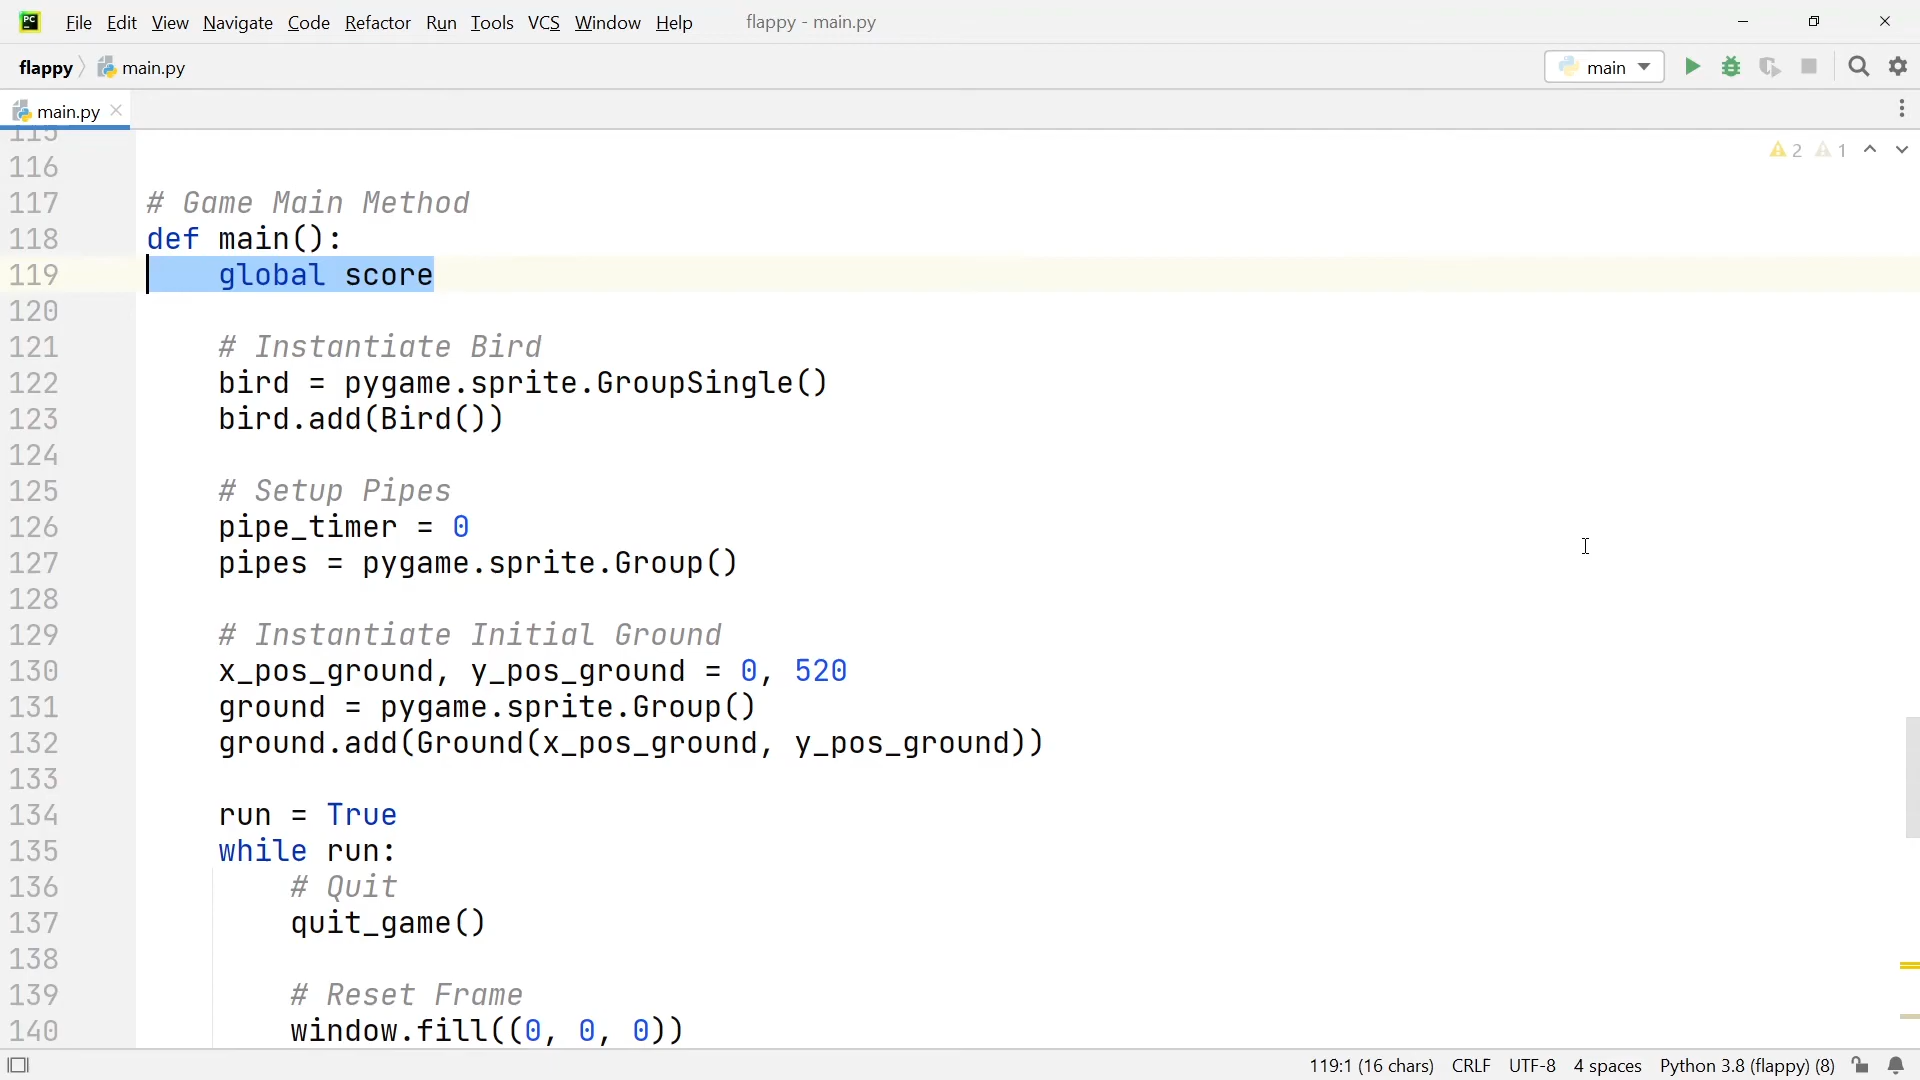 PC File Edit View Navigate Code Refactor Run Tools VCS Window Help flappy - main.py
flappy main.py main
main.py
115
116
117 # Game Main Method
118 def main():
119 global score
120
121 # Instantiate Bird
122 bird = pygame.sprite.GroupSingle()
123 bird.add(Bird())
124
125 # Setup Pipes
126 pipe_timer = 0
127 pipes = pygame.sprite.Group()
128
129 # Instantiate Initial Ground
130 x_pos_ground, y_pos_ground = 0, 520
131 ground = pygame.sprite.Group()
132 ground.add(Ground(x_pos_ground, y_pos_ground))
133
134 run = True
135 while run:
136 # Quit
137 quit_game()
138
139 # Reset Frame
140 window.fill((0, 0, 0))
2 1
119:1 (16 chars) CRLF UTF-8 4 spaces Python 3.8 (flappy) (8)